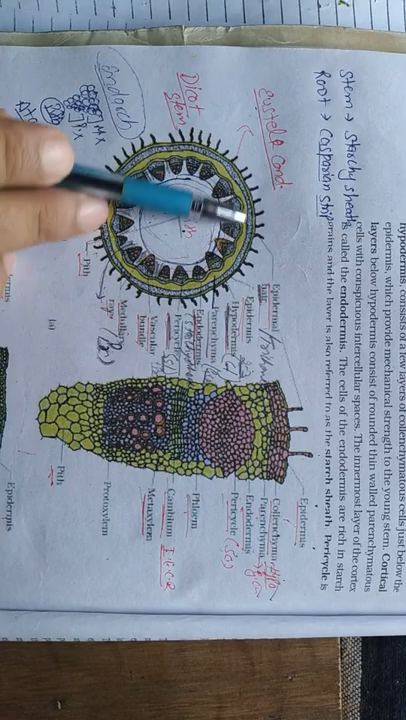 hypodermis, consists of a few layers of collenchymatous cells just below the
epidermis, which provide mechanical strength to the young stem. Cortical
layers below hypodermis consist of rounded thin walled parenchymatous
cells with conspicuous intercellular spaces. The innermost layer of the cortex
is called the endodermis. The cells of the endodermis are rich in starch
grains and the layer is also referred to as the starch sheath. Pericycle is
Stem → Starchy sheath
Root → Casparian strip
eustele cond
Dicot
stem
endarch
Epidermal
hair
Epidermis
Hypodermis
Parenchyma
Endodermis
Pericycle
Vascular
bundle
Medullary
rays
Pith
(a)
Epidermis
Collenchyma
Parenchyma
Endodermis
Pericycle
Phloem
Cambium
Metaxylem
Protoxylem
Pith
Epidermis